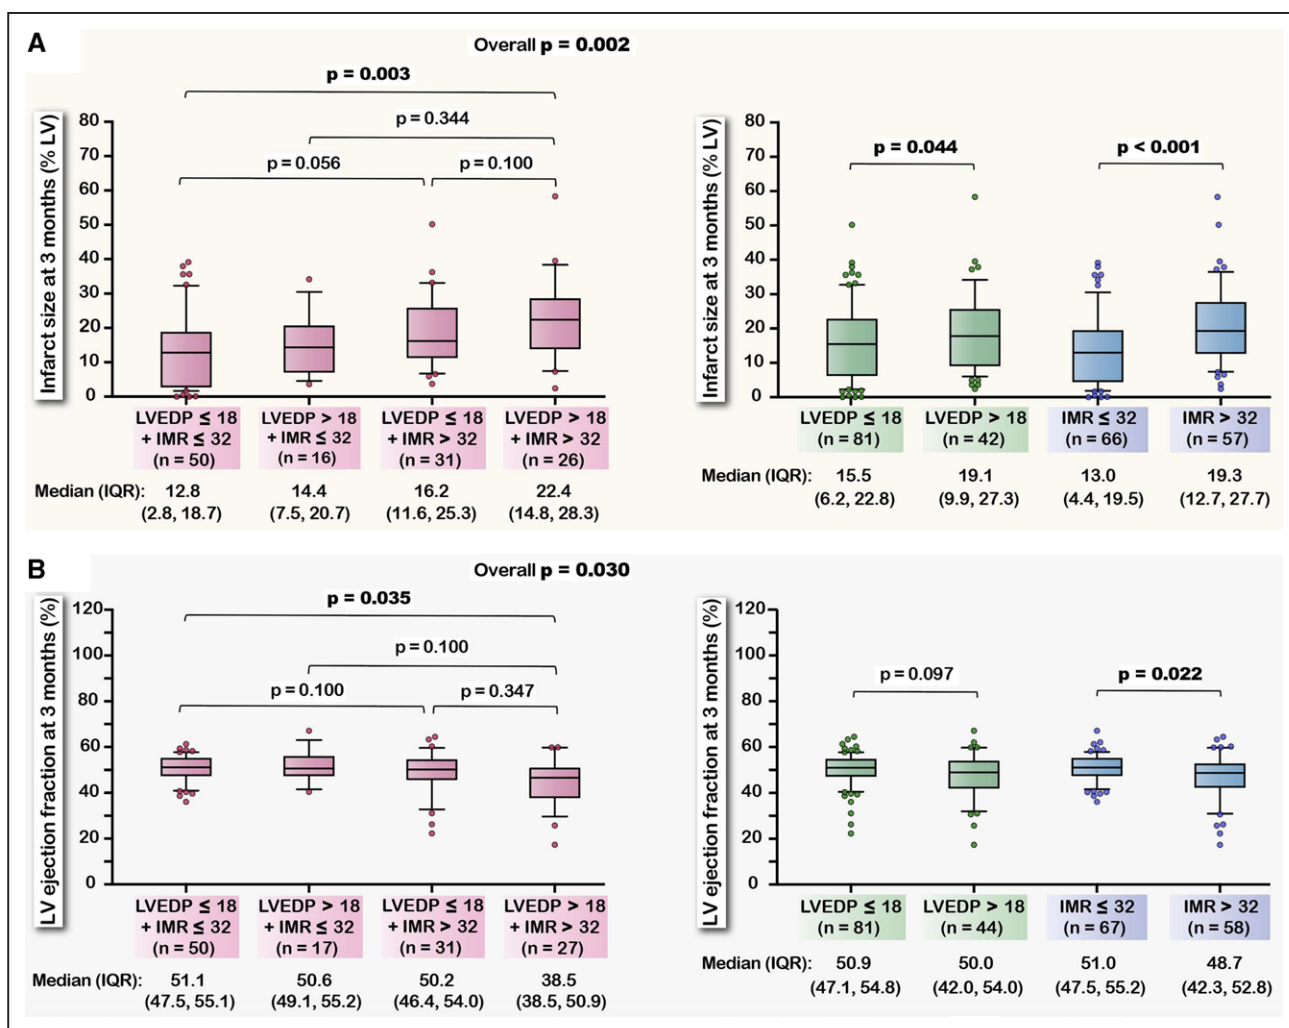 A
Overall p = 0.002
p = 0.003
p = 0.344
p = 0.056
p = 0.100
Infarct size at 3 months (% LV)
80
70
60
50
40
30
20
10
0
LVEDP ≤ 18 + IMR ≤ 32 (n = 50)
LVEDP > 18 + IMR ≤ 32 (n = 16)
LVEDP ≤ 18 + IMR > 32 (n = 31)
LVEDP > 18 + IMR > 32 (n = 26)
Median (IQR): 12.8 14.4 16.2 22.4
(2.8, 18.7) (7.5, 20.7) (11.6, 25.3) (14.8, 28.3)
Infarct size at 3 months (% LV)
80
70
60
50
40
30
20
10
0
p = 0.044
p < 0.001
LVEDP ≤ 18 (n = 81)
LVEDP > 18 (n = 42)
IMR ≤ 32 (n = 66)
IMR > 32 (n = 57)
Median (IQR): 15.5 19.1 13.0 19.3
(6.2, 22.8) (9.9, 27.3) (4.4, 19.5) (12.7, 27.7)
B
Overall p = 0.030
p = 0.035
p = 0.100
p = 0.100
p = 0.347
LV ejection fraction at 3 months (%)
120
100
80
60
40
20
0
LVEDP ≤ 18 + IMR ≤ 32 (n = 50)
LVEDP > 18 + IMR ≤ 32 (n = 17)
LVEDP ≤ 18 + IMR > 32 (n = 31)
LVEDP > 18 + IMR > 32 (n = 27)
Median (IQR): 51.1 50.6 50.2 38.5
(47.5, 55.1) (49.1, 55.2) (46.4, 54.0) (38.5, 50.9)
LV ejection fraction at 3 months (%)
120
100
80
60
40
20
0
p = 0.097
p = 0.022
LVEDP ≤ 18 (n = 81)
LVEDP > 18 (n = 44)
IMR ≤ 32 (n = 67)
IMR > 32 (n = 58)
Median (IQR): 50.9 50.0 51.0 48.7
(47.1, 54.8) (42.0, 54.0) (47.5, 55.2) (42.3, 52.8)